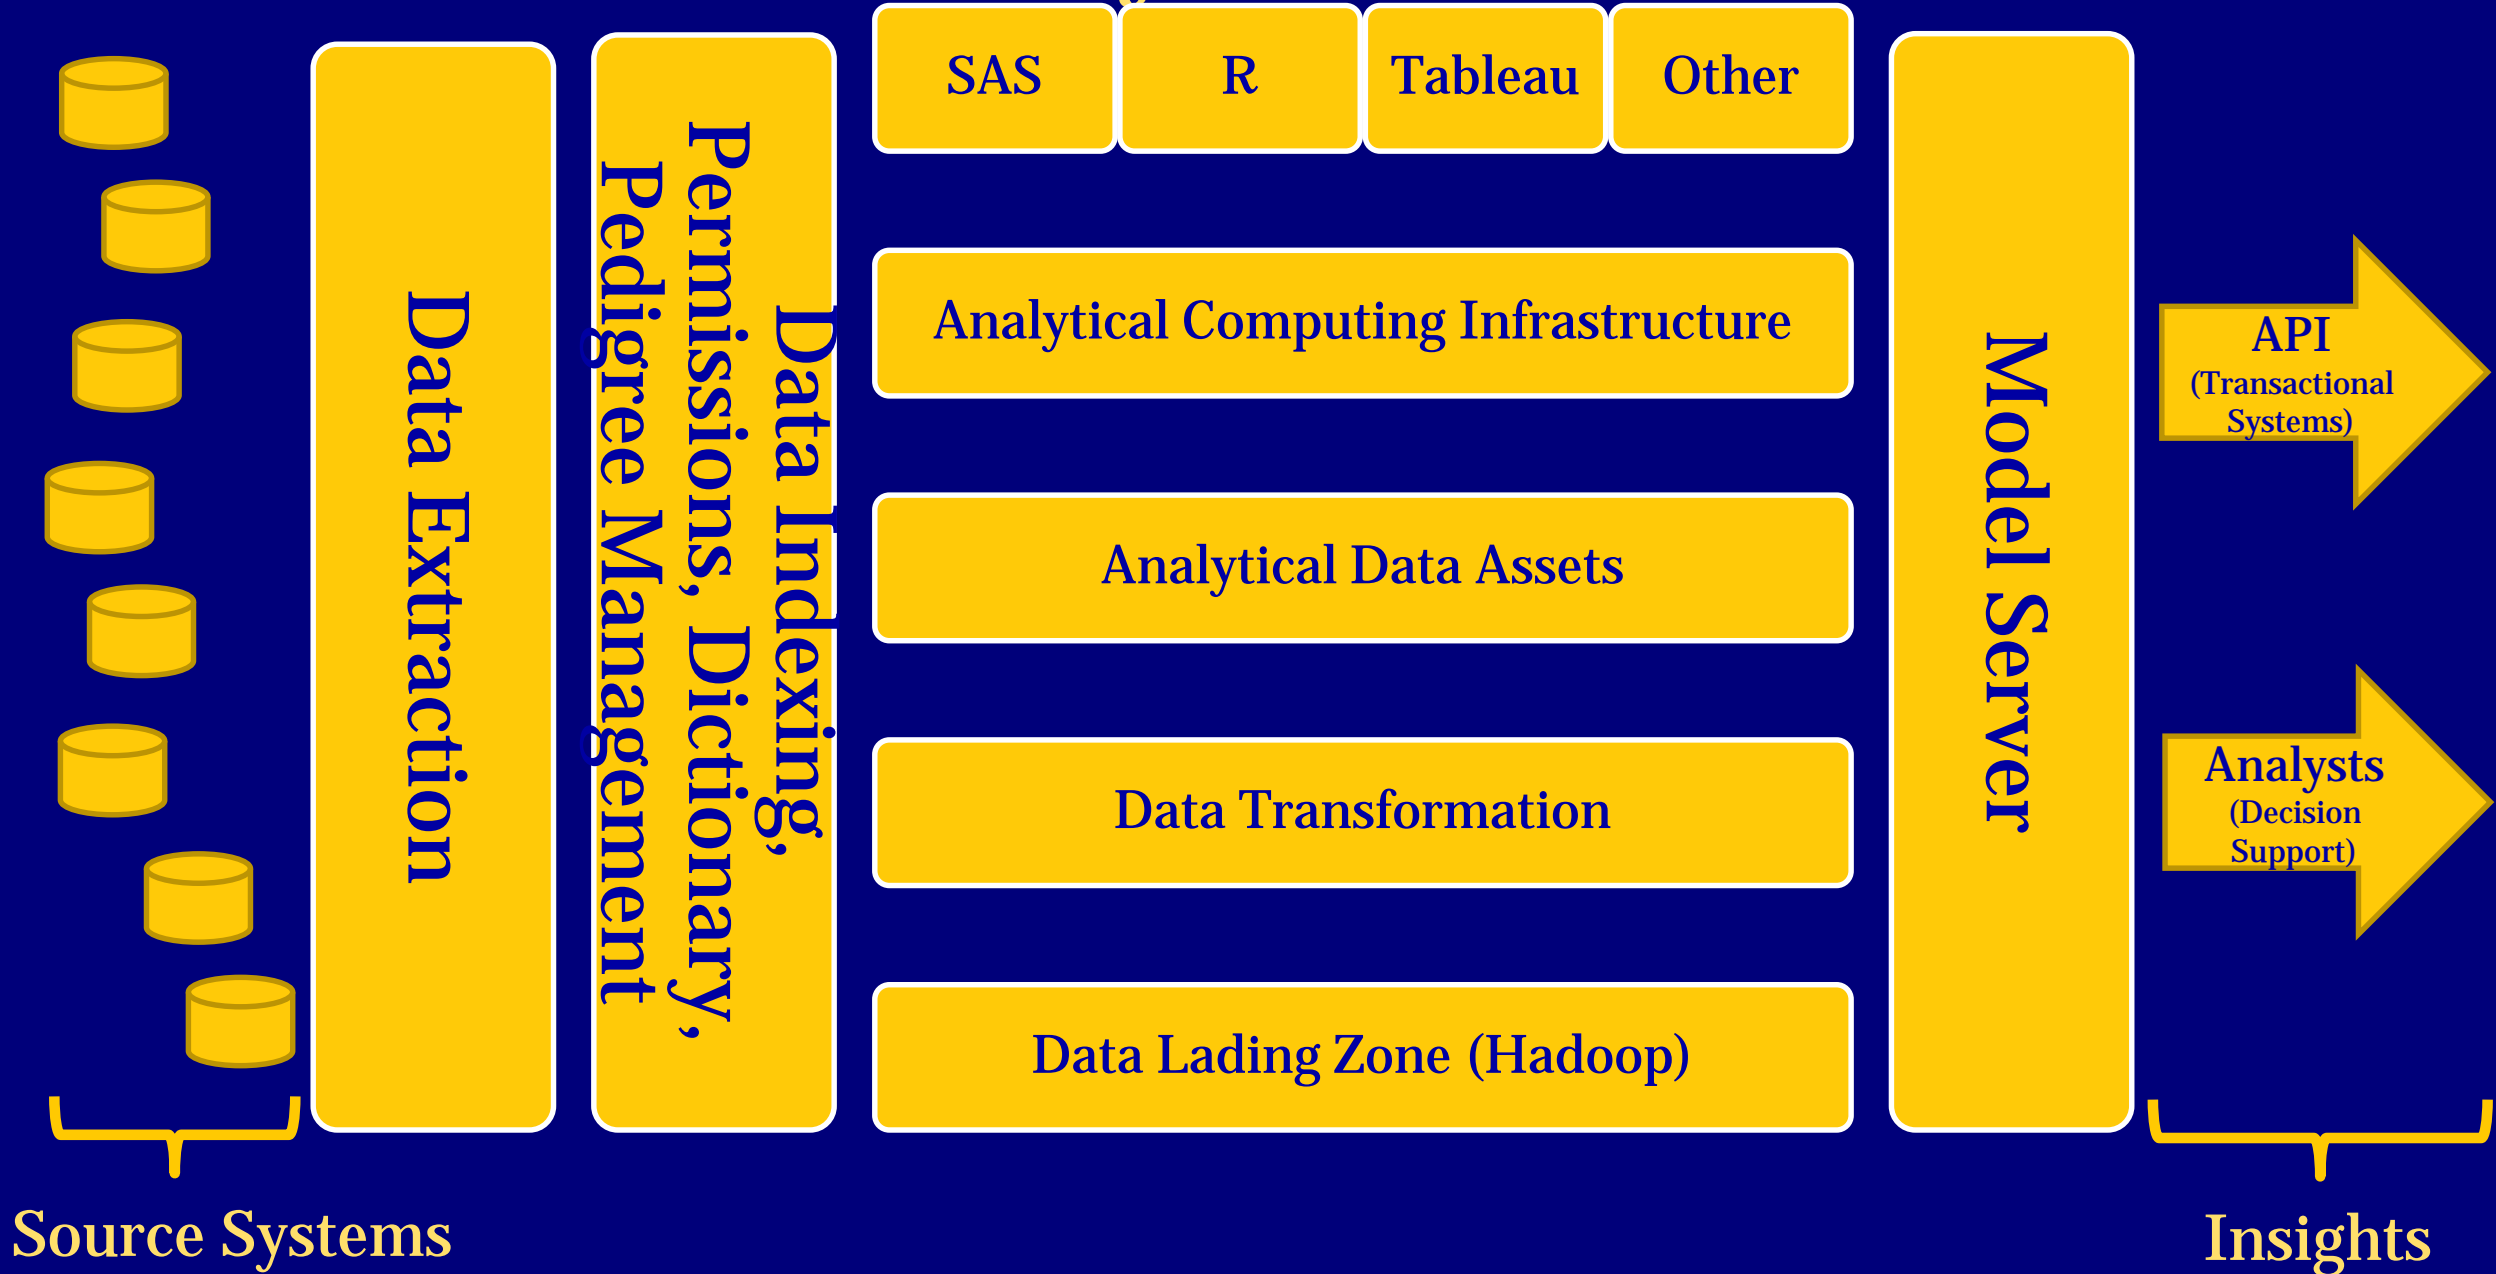 Data Extraction
Data Indexing,
Permissions, Dictionary,
Pedigree Management
SAS
R
Tableau
Other
Analytical Computing Infrastructure
Analytical Data Assets
Data Transformation
Data Lading Zone (Hadoop)
Model Server
API
(Transactional
Systems)
Analysts
(Decision
Support)
Source Systems
Insights